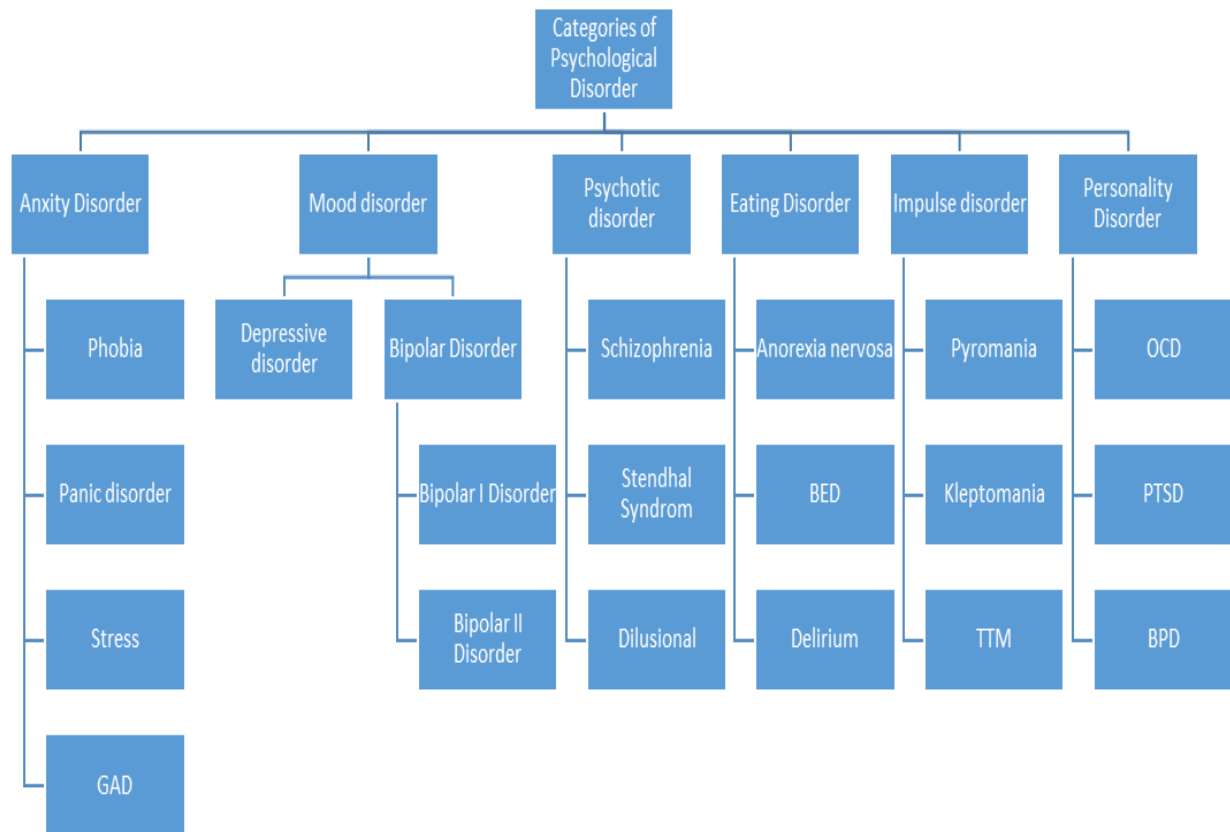 Categories of
Psychological
Disorder
Anxity Disorder
Mood disorder
Psychotic
disorder
Eating Disorder
Impulse disorder
Personality
Disorder
Phobia
Depressive
disorder
Bipolar Disorder
Schizophrenia
Anorexia nervosa
Pyromania
OCD
Panic disorder
Bipolar I Disorder
Stendhal
Syndrom
BED
Kleptomania
PTSD
Stress
Bipolar II
Disorder
Dilusional
Delirium
TTM
BPD
GAD